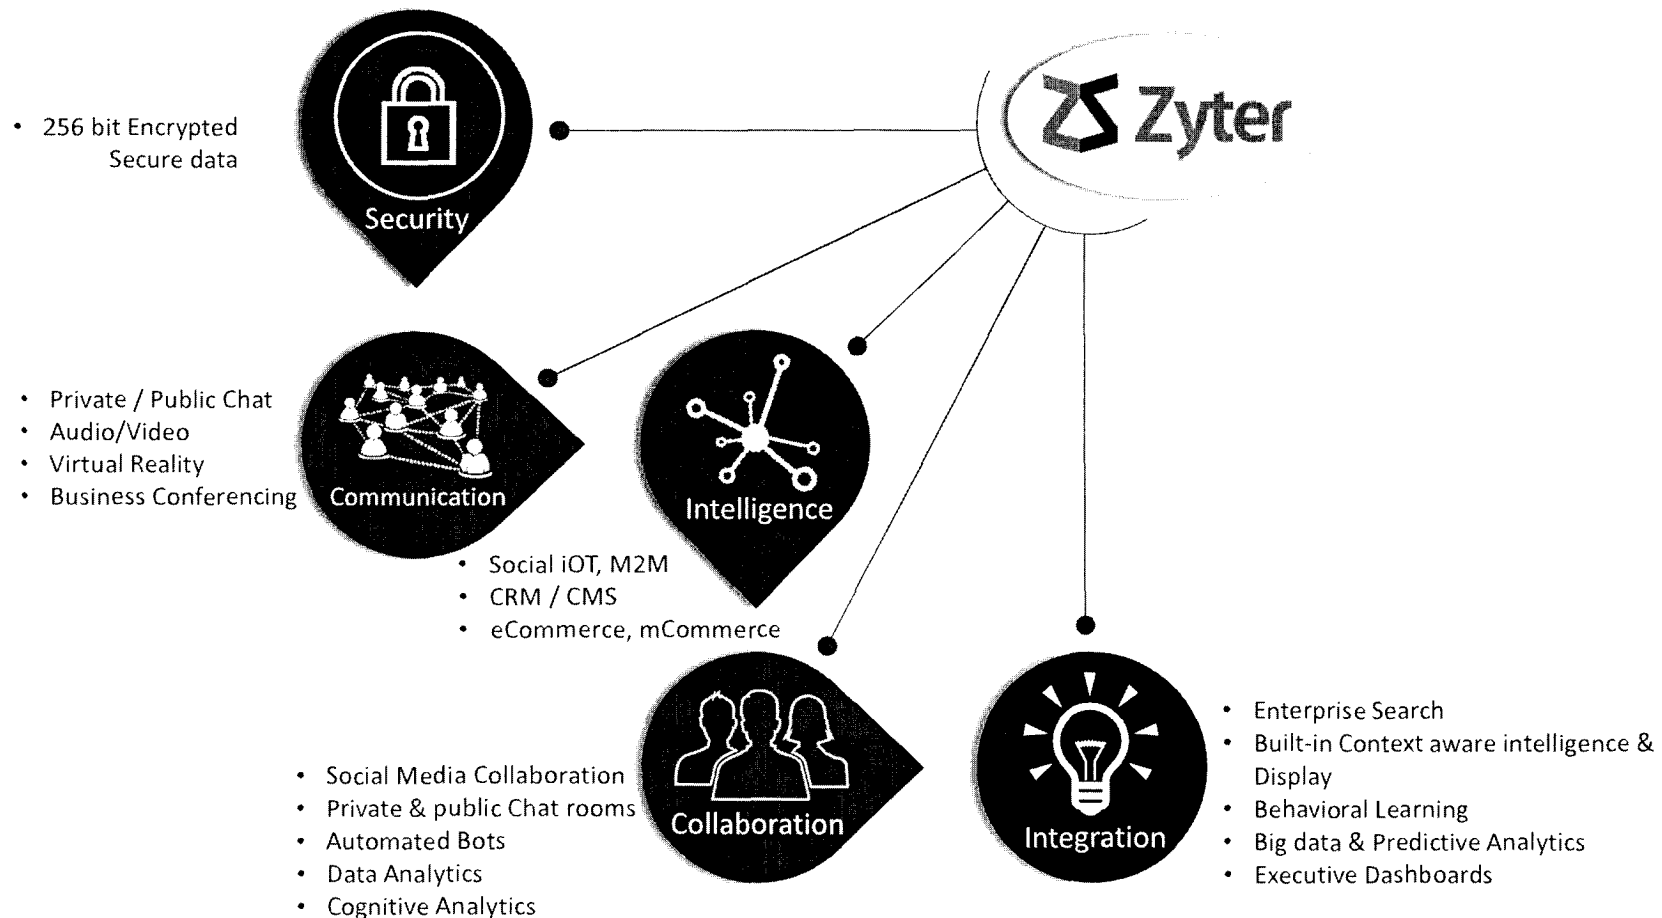 Zyter
• 256 bit Encrypted
Secure data
Security
• Private / Public Chat
• Audio/Video
• Virtual Reality
• Business Conferencing
Communication
Intelligence
• Social iOT, M2M
• CRM / CMS
• eCommerce, mCommerce
• Social Media Collaboration
• Private & public Chat rooms
• Automated Bots
• Data Analytics
• Cognitive Analytics
Collaboration
Integration
• Enterprise Search
• Built-in Context aware intelligence &
Display
• Behavioral Learning
• Big data & Predictive Analytics
• Executive Dashboards